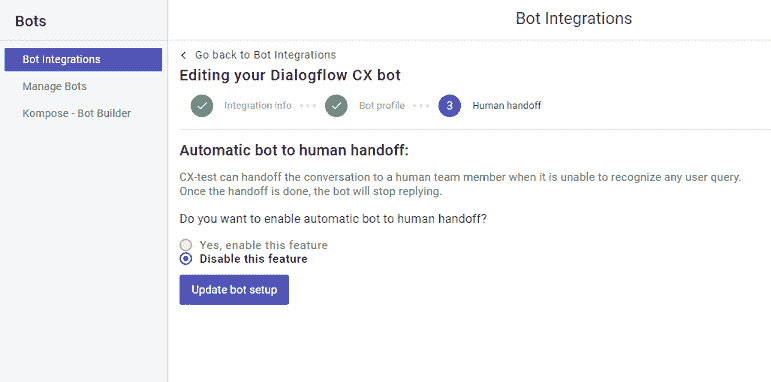 Bots
Bot Integrations
Manage Bots
Kompose - Bot Builder
Bot Integrations
Go back to Bot Integrations
Editing your Dialogflow CX bot
Integration info
Bot profile
3 Human handoff
Automatic bot to human handoff:
CX-test can handoff the conversation to a human team member when it is unable to recognize any user query.
Once the handoff is done, the bot will stop replying.
Do you want to enable automatic bot to human handoff?
Yes, enable this feature
Disable this feature
Update bot setup